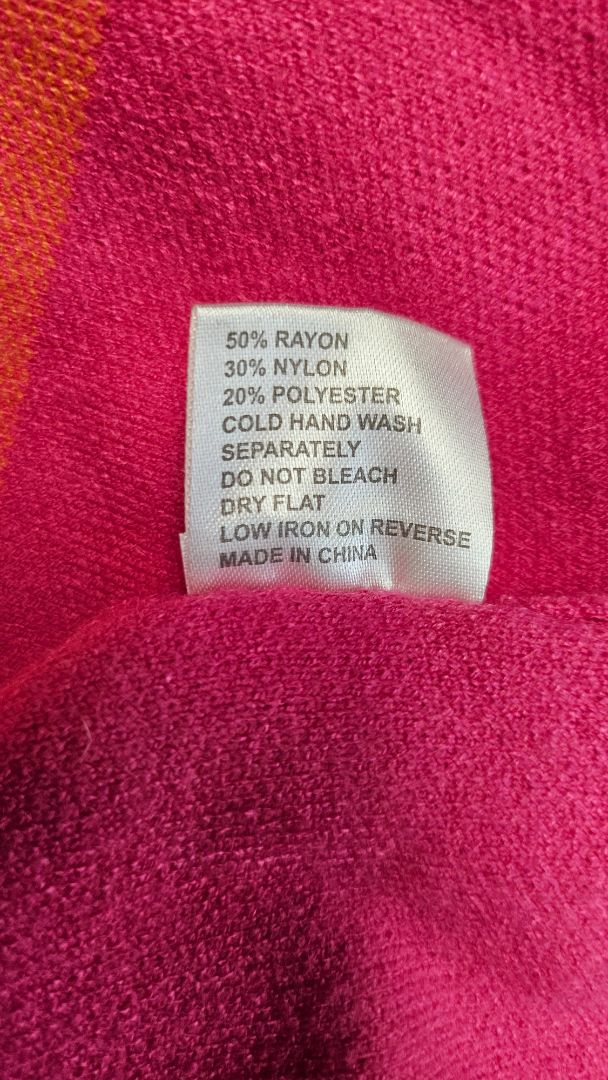 50% RAYON
30% NYLON
20% POLYESTER
COLD HAND WASH
SEPARATELY
DO NOT BLEACH
DRY FLAT
LOW IRON ON REVERSE
MADE IN CHINA